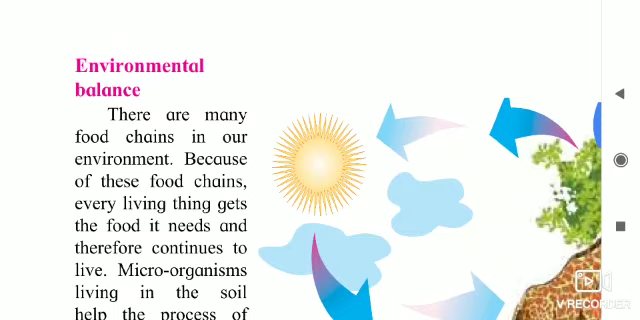 Environmental
balance
There are many
food chains in our
environment. Because
of these food chains,
every living thing gets
the food it needs and
therefore continues to
live. Micro-organisms
living in the soil
help the process of
V-RECORDER